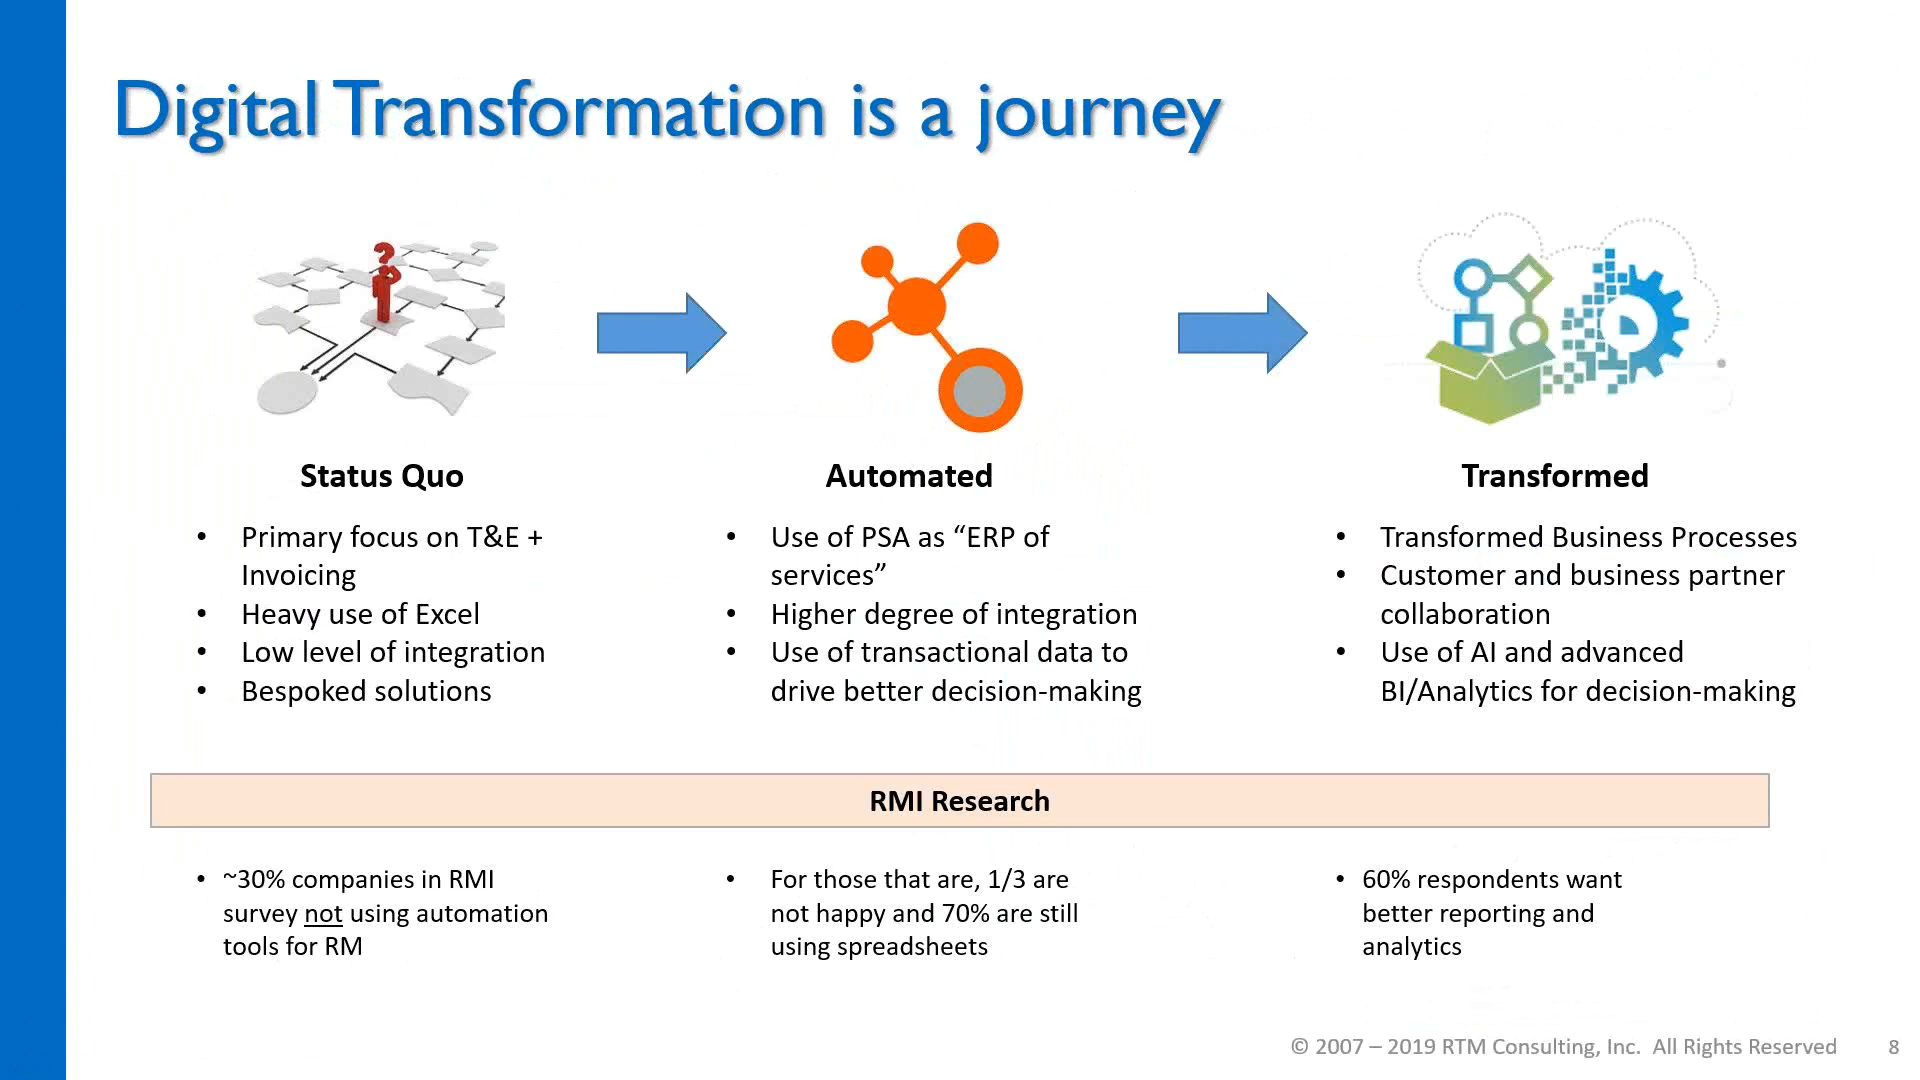 Digital Transformation is a journey
?
Status Quo
• Primary focus on T&E +
Invoicing
• Heavy use of Excel
• Low level of integration
• Bespoked solutions
Automated
• Use of PSA as “ERP of
services”
• Higher degree of integration
• Use of transactional data to
drive better decision-making
Transformed
• Transformed Business Processes
• Customer and business partner
collaboration
• Use of AI and advanced
BI/Analytics for decision-making
RMI Research
• ~30% companies in RMI
survey not using automation
tools for RM
• For those that are, 1/3 are
not happy and 70% are still
using spreadsheets
• 60% respondents want
better reporting and
analytics
© 2007 – 2019 RTM Consulting, Inc. All Rights Reserved
8